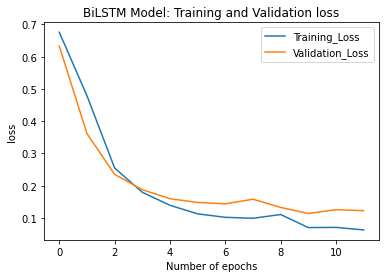 BiLSTM Model: Training and Validation loss
Training_Loss
Validation_Loss
loss
0.7
0.6
0.5
0.4
0.3
0.2
0.1
0 2 4 6 8 10
Number of epochs